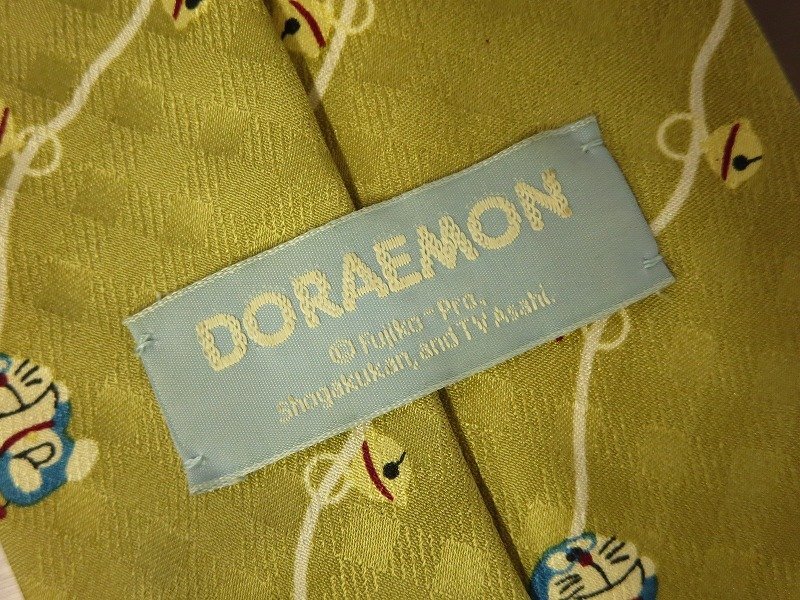 DORAEMON
© Fujiko-Pro,
Shogakukan, and TV Asahi.